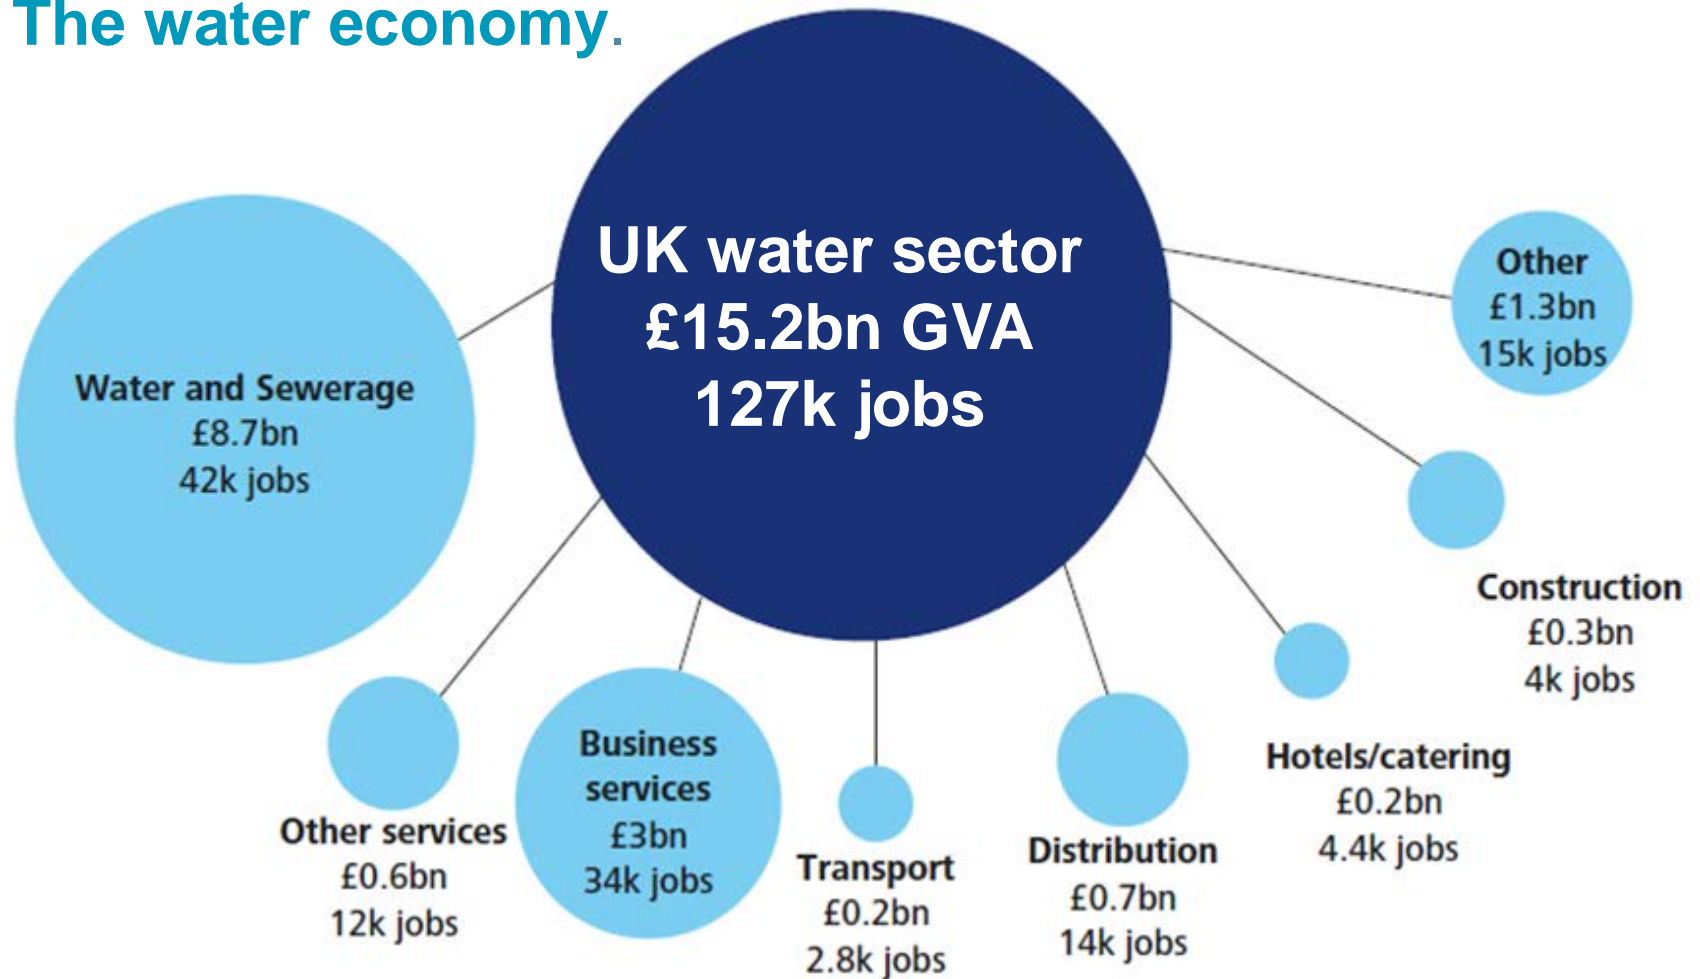 The water economy.
UK water sector
£15.2bn GVA
127k jobs
Water and Sewerage
£8.7bn
42k jobs
Other services
£0.6bn
12k jobs
Business
services
£3bn
34k jobs
Transport
£0.2bn
2.8k jobs
Distribution
£0.7bn
14k jobs
Hotels/catering
£0.2bn
4.4k jobs
Construction
£0.3bn
4k jobs
Other
£1.3bn
15k jobs